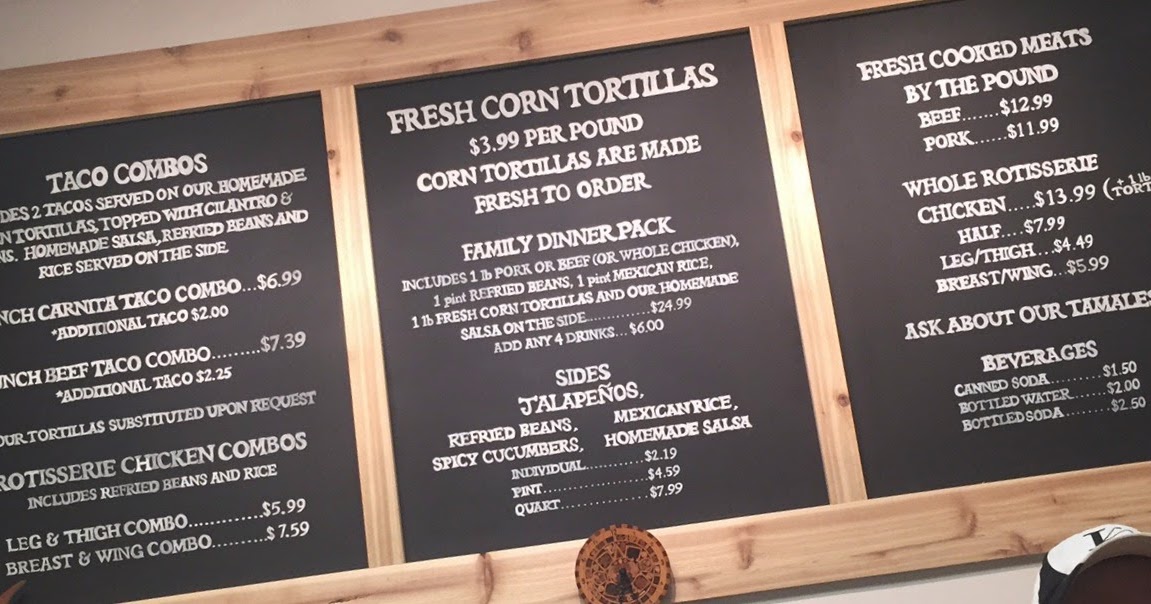 TACO COMBOS
DES 2 TACOS SERVED ON OUR HOMEMADE
N TORTILLAS, TOPPED WITH CILANTRO &
NS. HOMEMADE SALSA, REFRIED BEANS AND
RICE SERVED ON THE SIDE
NCH CARNITA TACO COMBO...$6.99
*ADDITIONAL TACO $2.00
NCH BEEF TACO COMBO.........$7.39
*ADDITIONAL TACO $2.25
OUR TORTILLAS SUBSTITUTED UPON REQUEST
ROTISSERIE CHICKEN COMBOS
INCLUDES REFRIED BEANS AND RICE
LEG & THIGH COMBO............$5.99
BREAST & WING COMBO.........$7.59
FRESH CORN TORTILLAS
$3.99 PER POUND
CORN TORTILLAS ARE MADE
FRESH TO ORDER
FAMILY DINNER PACK
INCLUDES 1 lb PORK OR BEEF (OR WHOLE CHICKEN),
1 pint REFRIED BEANS, 1 pint MEXICAN RICE,
1 lb FRESH CORN TORTILLAS AND OUR HOMEMADE
SALSA ON THE SIDE..............$24.99
ADD ANY 4 DRINKS...$6.00
SIDES
JALAPEÑOS,
REFRIED BEANS, MEXICAN RICE,
SPICY CUCUMBERS, HOMEMADE SALSA
INDIVIDUAL............$2.19
PINT....................$4.59
QUART.................$7.99
FRESH COOKED MEATS
BY THE POUND
BEEF.......$12.99
PORK......$11.99
WHOLE ROTISSERIE
CHICKEN.....$13.99 (+ 1 lb
TORT
HALF....$7.99
LEG/THIGH...$4.49
BREAST/WING...$5.99
ASK ABOUT OUR TAMALES
BEVERAGES
CANNED SODA..........$1.50
BOTTLED WATER.......$2.00
BOTTLED SODA.........$2.50